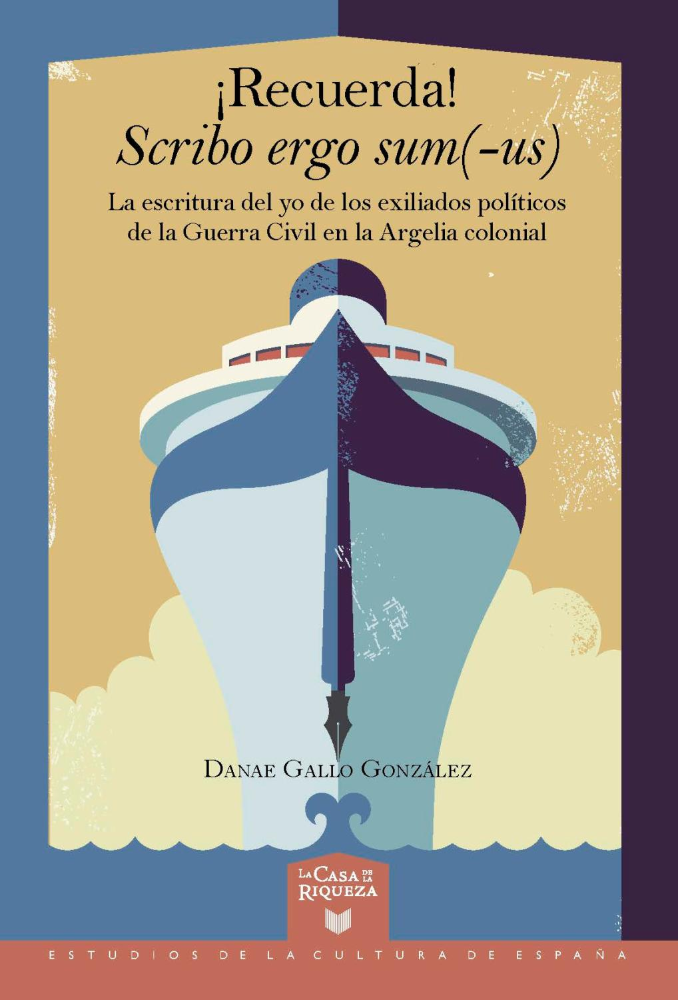 ¡Recuerda!
Scribo ergo sum(-us)
La escritura del yo de los exiliados políticos
de la Guerra Civil en la Argelia colonial
Danae Gallo González
La Casa de la
Riqueza
ESTUDIOS DE LA CULTURA DE ESPAÑA